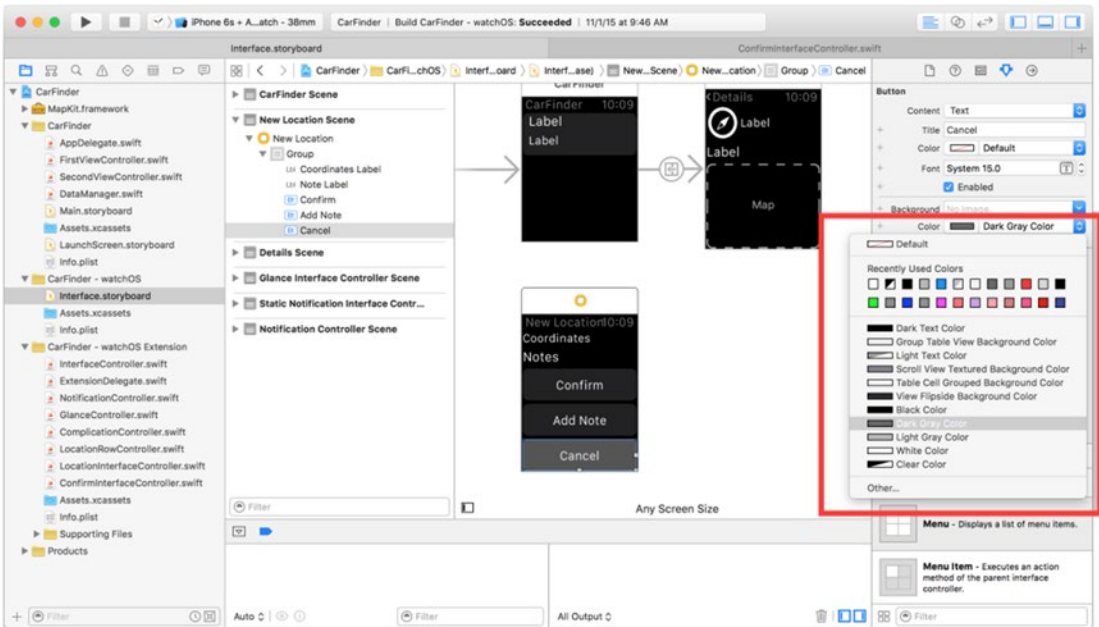 iPhone 6s + A...atch - 38mm
CarFinder | Build CarFinder - watchOS: Succeeded | 11/1/15 at 9:46 AM
Interface.storyboard
ConfirmInterfaceController.swift
CarFinder
CarFi...chOS
Interf...oard
Interf...ase)
New...Scene
New...cation
Group
Cancel
CarFinder
MapKit.framework
CarFinder
AppDelegate.swift
FirstViewController.swift
SecondViewController.swift
DataManager.swift
Main.storyboard
Assets.xcassets
LaunchScreen.storyboard
Info.plist
CarFinder - watchOS
Interface.storyboard
Assets.xcassets
Info.plist
CarFinder - watchOS Extension
InterfaceController.swift
ExtensionDelegate.swift
NotificationController.swift
GlanceController.swift
ComplicationController.swift
LocationRowController.swift
LocationInterfaceController.swift
ConfirmInterfaceController.swift
Assets.xcassets
Info.plist
Supporting Files
Products
Filter
CarFinder Scene
New Location Scene
New Location
Group
Coordinates Label
Note Label
Confirm
Add Note
Cancel
Details Scene
Glance Interface Controller Scene
Static Notification Interface Contr...
Notification Controller Scene
Filter
CarFinder
CarFinder 10:09
Label
Label
<Details 10:09
Label
Label
Map
New Location10:09
Coordinates
Notes
Confirm
Add Note
Cancel
Any Screen Size
Auto
Filter
All Output
Button
Content Text
Title Cancel
Color Default
Font System 15.0
Enabled
Background No Image
Color Dark Gray Color
Default
Recently Used Colors
Dark Text Color
Group Table View Background Color
Light Text Color
Scroll View Textured Background Color
Table Cell Grouped Background Color
View Flipside Background Color
Black Color
Dark Gray Color
Light Gray Color
White Color
Clear Color
Other...
Menu - Displays a list of menu items.
Menu Item - Executes an action
method of the parent interface
controller.
Filter